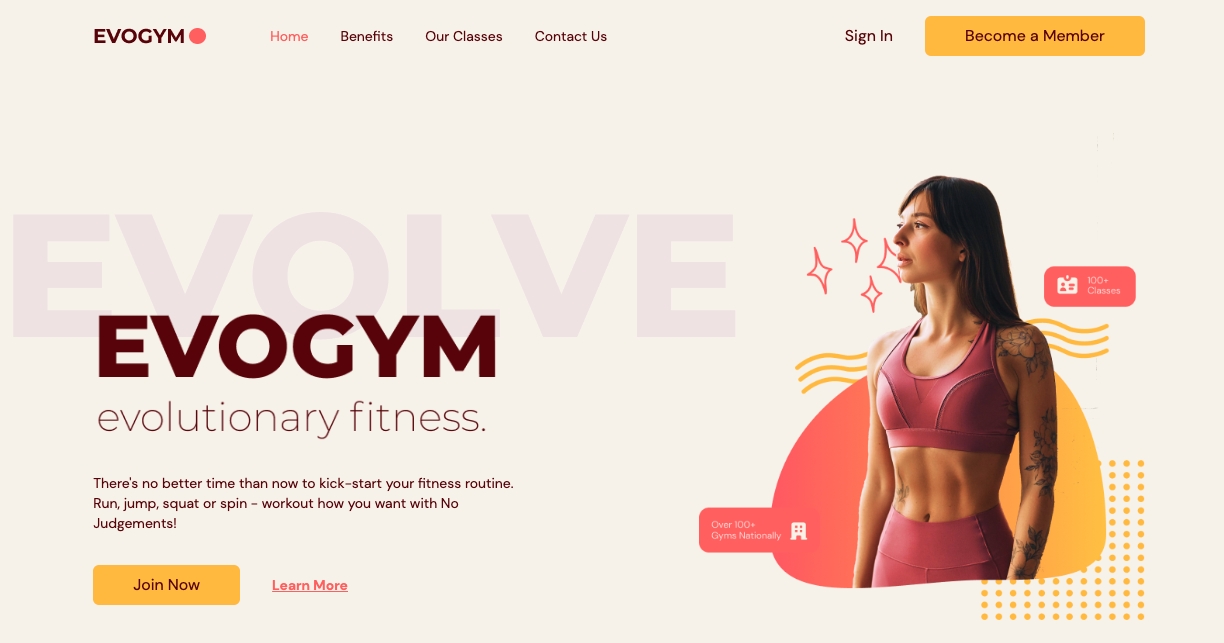 EVOGYM
Home Benefits Our Classes Contact Us
Sign In
Become a Member
EVOLVE
EVOGYM
evolutionary fitness.
There's no better time than now to kick-start your fitness routine.
Run, jump, squat or spin - workout how you want with No
Judgements!
Join Now
Learn More
100+
Classes
Over 100+
Gyms Nationally